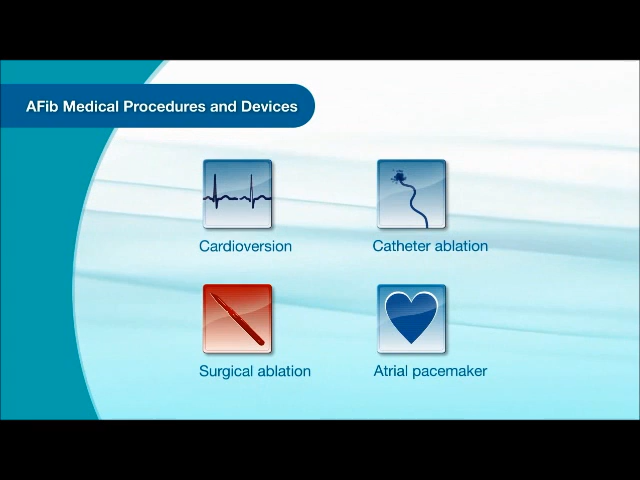 AFib Medical Procedures and Devices
Cardioversion
Catheter ablation
Surgical ablation
Atrial pacemaker